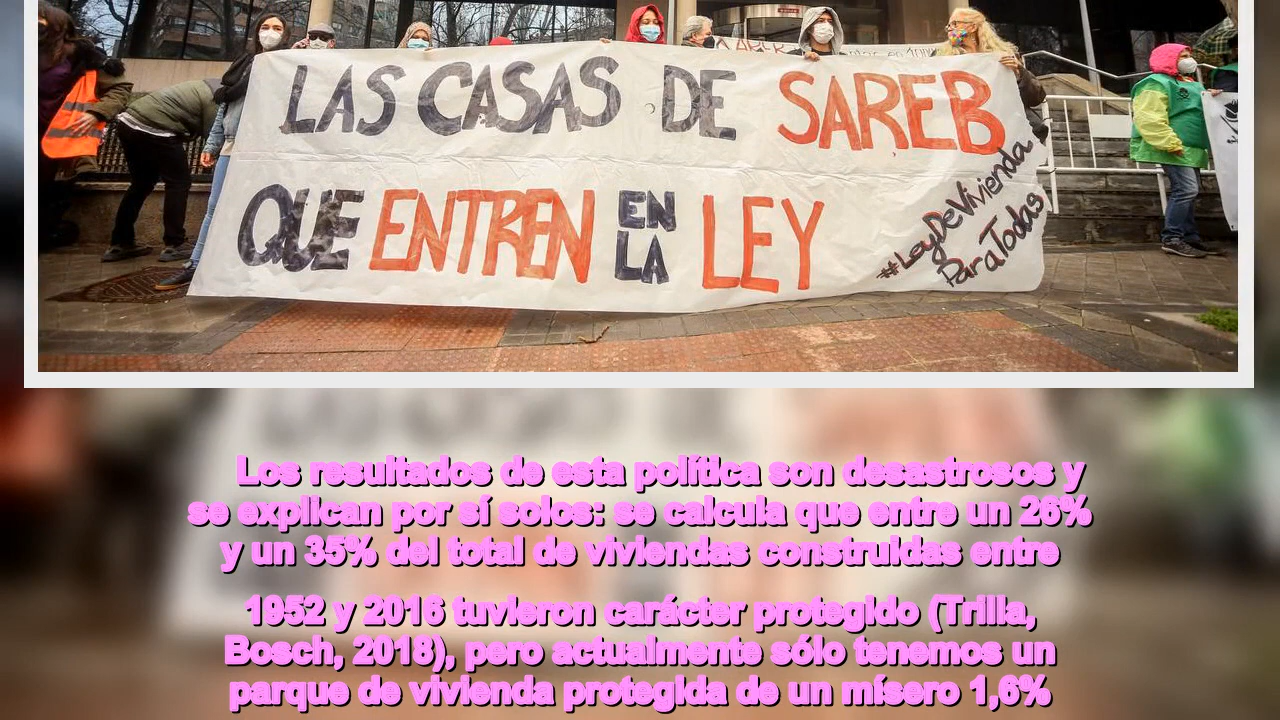 LAS CASAS DE SAREB
QUE ENTREN EN LA LEY
#LeyDeVivienda
ParaTodas
Los resultados de esta política son desastrosos y
se explican por sí solos: se calcula que entre un 26%
y un 35% del total de viviendas construidas entre
1952 y 2016 tuvieron carácter protegido (Trilla,
Bosch, 2018), pero actualmente sólo tenemos un
parque de vivienda protegida de un mísero 1,6%